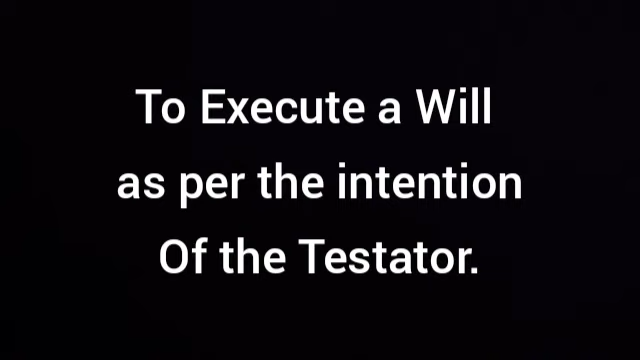 To Execute a Will
as per the intention
Of the Testator.